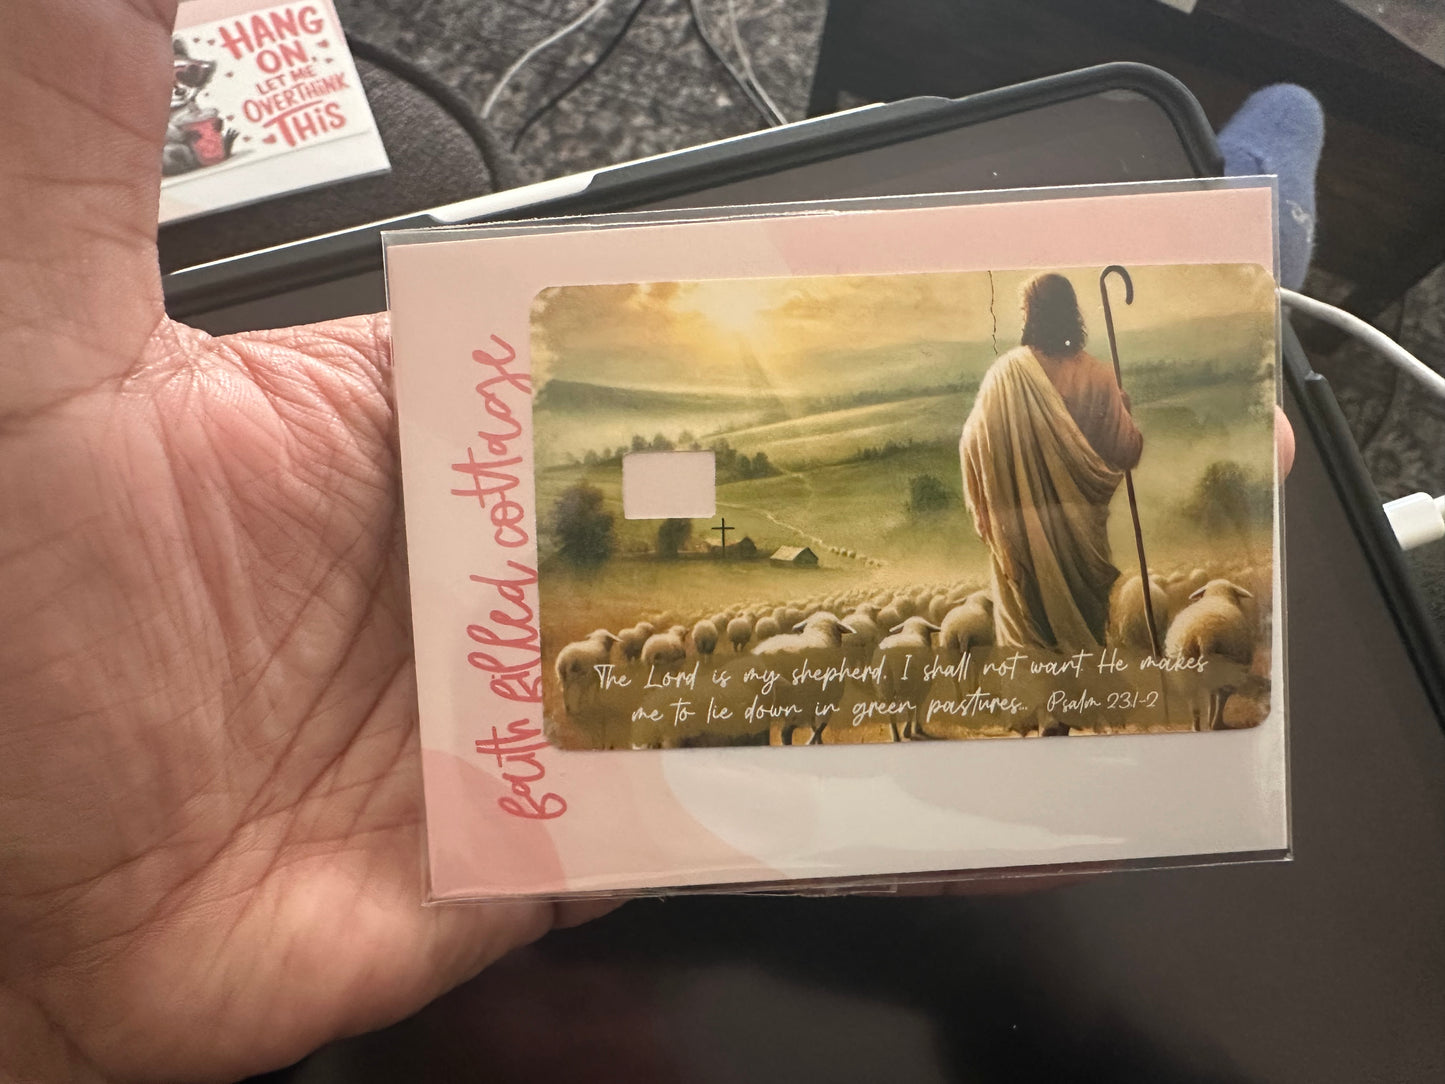 HANG
ON,
LET ME
OVERTHiNK
THiS
faith filled cottage
The Lord is my shepherd, I shall not want. He makes
me to lie down in green pastures... Psalm 23:1-2